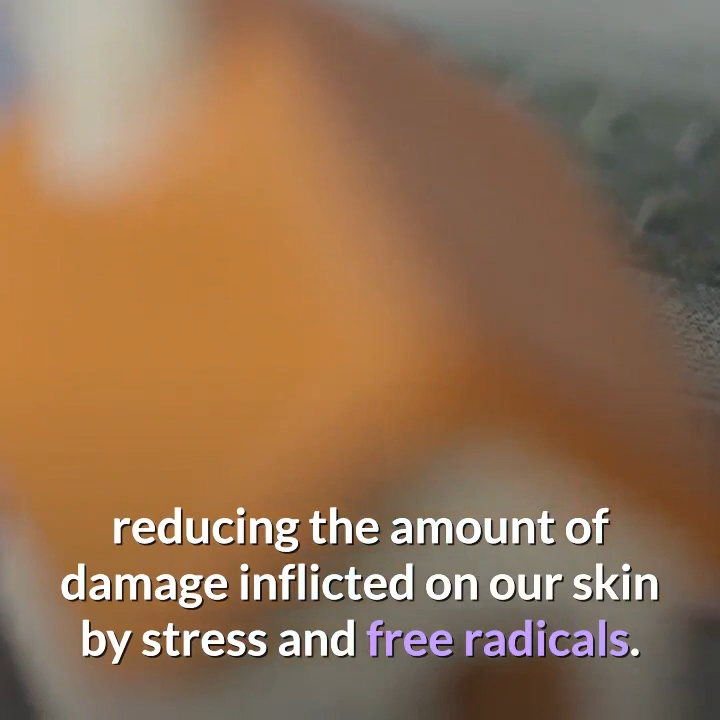 reducing the amount of
damage inflicted on our skin
by stress and free radicals.